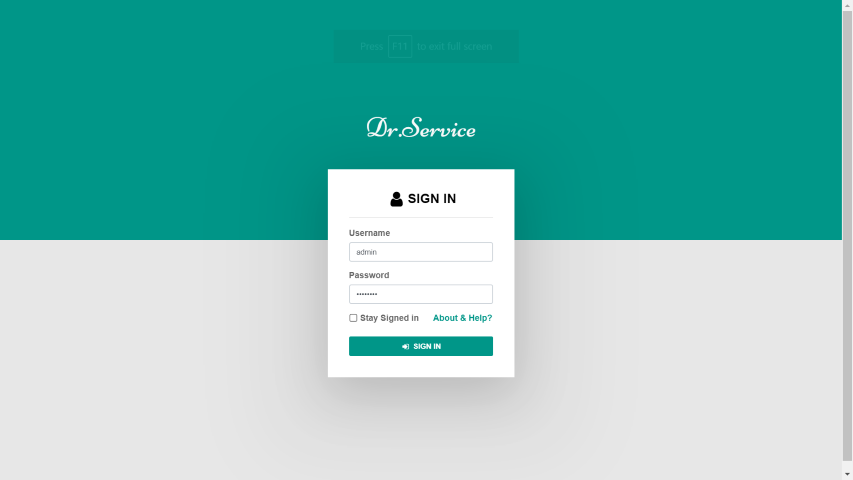 Press F11 to exit full screen
Dr.Service
SIGN IN
Username
admin
Password
••••••••
Stay Signed in
About & Help?
SIGN IN